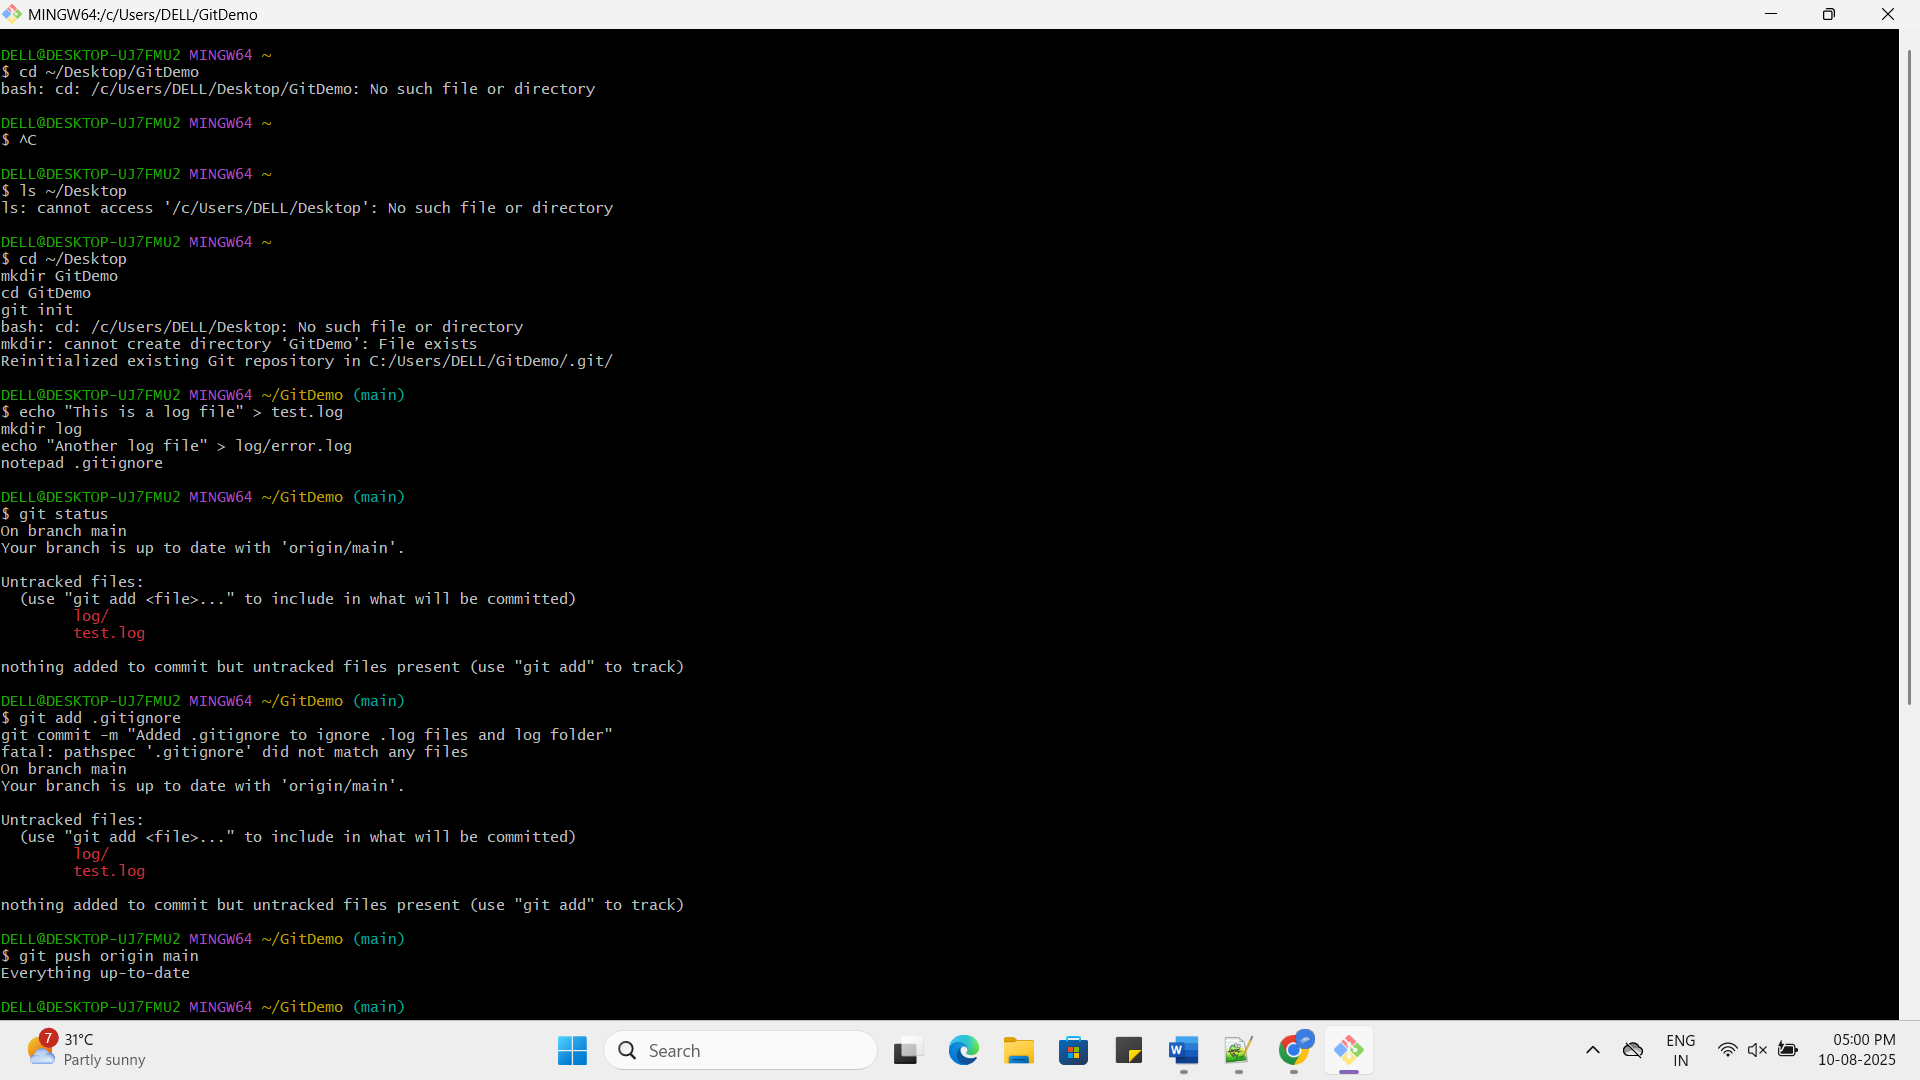 MINGW64:/c/Users/DELL/GitDemo
DELL@DESKTOP-UJ7FMU2 MINGW64 ~
$ cd ~/Desktop/GitDemo
bash: cd: /c/Users/DELL/Desktop/GitDemo: No such file or directory
DELL@DESKTOP-UJ7FMU2 MINGW64 ~
$ ^C
DELL@DESKTOP-UJ7FMU2 MINGW64 ~
$ ls ~/Desktop
ls: cannot access '/c/Users/DELL/Desktop': No such file or directory
DELL@DESKTOP-UJ7FMU2 MINGW64 ~
$ cd ~/Desktop
mkdir GitDemo
cd GitDemo
git init
bash: cd: /c/Users/DELL/Desktop: No such file or directory
mkdir: cannot create directory ‘GitDemo’: File exists
Reinitialized existing Git repository in C:/Users/DELL/GitDemo/.git/
DELL@DESKTOP-UJ7FMU2 MINGW64 ~/GitDemo (main)
$ echo "This is a log file" > test.log
mkdir log
echo "Another log file" > log/error.log
notepad .gitignore
DELL@DESKTOP-UJ7FMU2 MINGW64 ~/GitDemo (main)
$ git status
On branch main
Your branch is up to date with 'origin/main'.
Untracked files:
(use "git add <file>..." to include in what will be committed)
log/
test.log
nothing added to commit but untracked files present (use "git add" to track)
DELL@DESKTOP-UJ7FMU2 MINGW64 ~/GitDemo (main)
$ git add .gitignore
git commit -m "Added .gitignore to ignore .log files and log folder"
fatal: pathspec '.gitignore' did not match any files
On branch main
Your branch is up to date with 'origin/main'.
Untracked files:
(use "git add <file>..." to include in what will be committed)
log/
test.log
nothing added to commit but untracked files present (use "git add" to track)
DELL@DESKTOP-UJ7FMU2 MINGW64 ~/GitDemo (main)
$ git push origin main
Everything up-to-date
DELL@DESKTOP-UJ7FMU2 MINGW64 ~/GitDemo (main)
7
31°C
Partly sunny
Search
W
ENG
IN
05:00 PM
10-08-2025